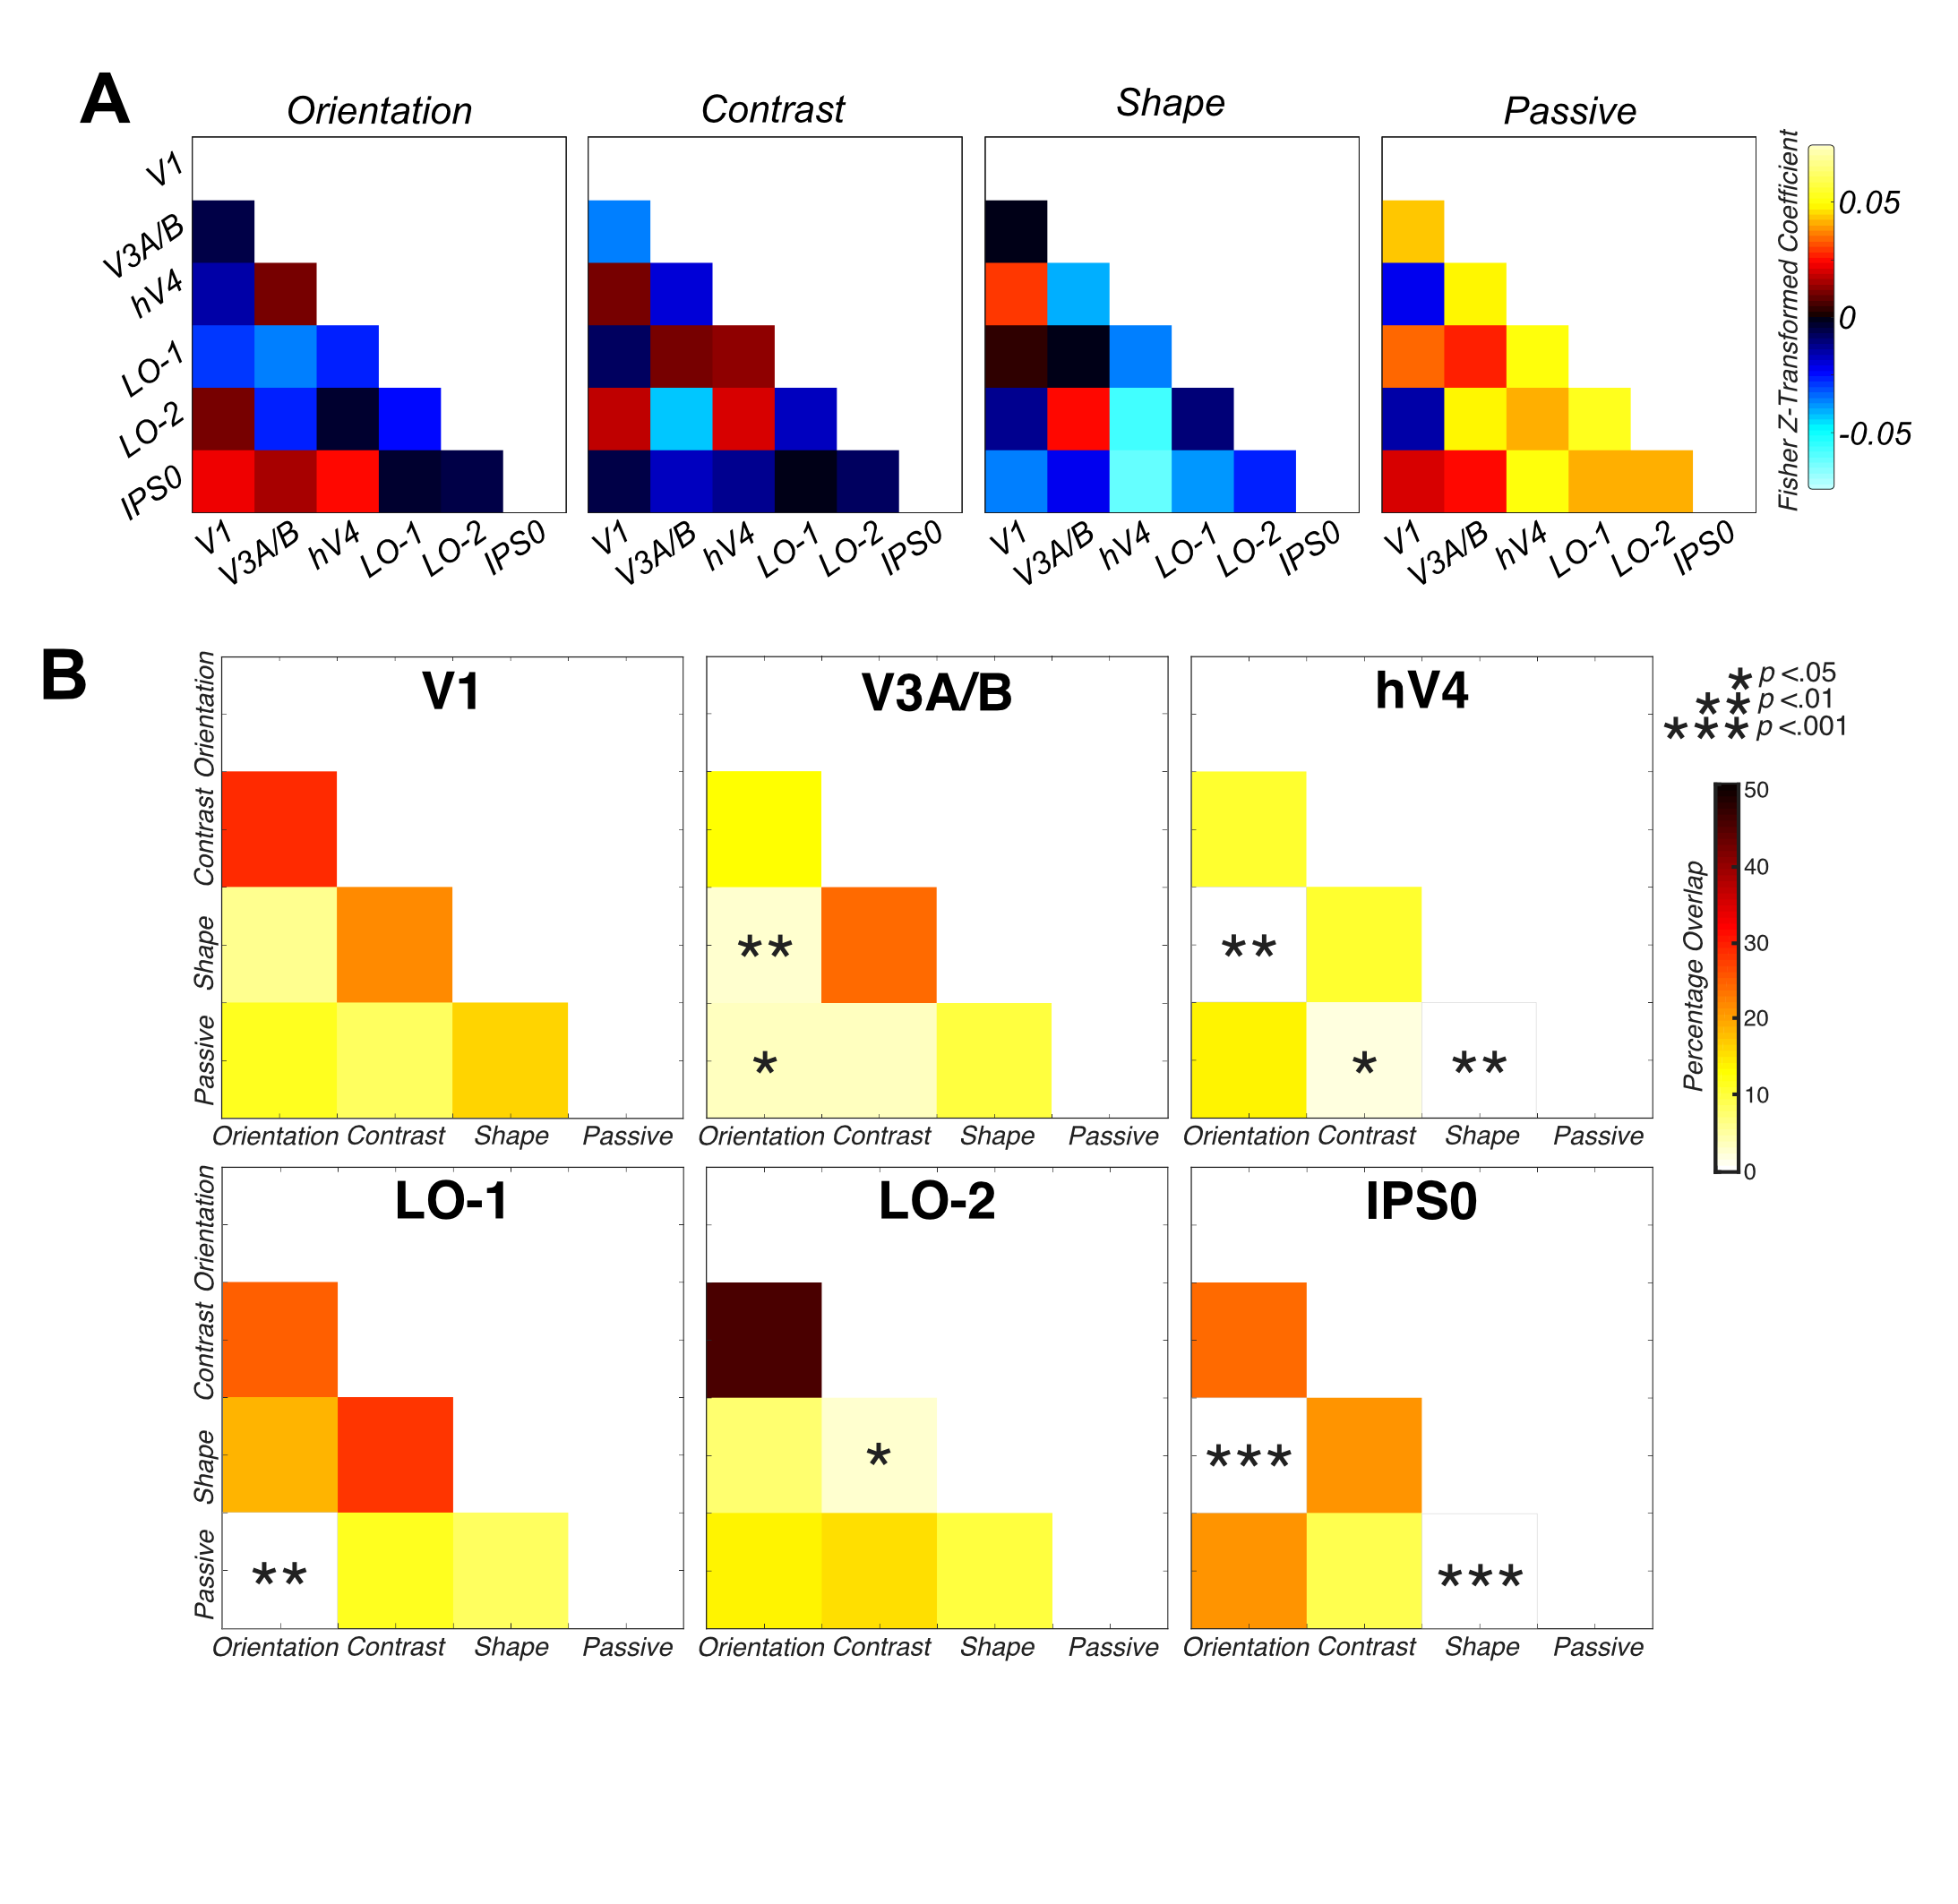 A
Orientation Contrast Shape Passive
V1
V3A/B
hV4
LO-1
LO-2
IPS0
V1 V3A/B hV4 LO-1 LO-2 IPS0
V1 V3A/B hV4 LO-1 LO-2 IPS0
V1 V3A/B hV4 LO-1 LO-2 IPS0
V1 V3A/B hV4 LO-1 LO-2 IPS0
Fisher Z-Transformed Coefficient
0.05
0
-0.05
B
V1
Orientation
Contrast
Shape
Passive
Orientation Contrast Shape Passive
V3A/B
**
*
Orientation Contrast Shape Passive
hV4
**
* **
Orientation Contrast Shape Passive
* p <.05
** p <.01
*** p <.001
Percentage Overlap
50
40
30
20
10
0
LO-1
Orientation
Contrast
Shape
Passive
**
Orientation Contrast Shape Passive
LO-2
*
Orientation Contrast Shape Passive
IPS0
***
***
Orientation Contrast Shape Passive